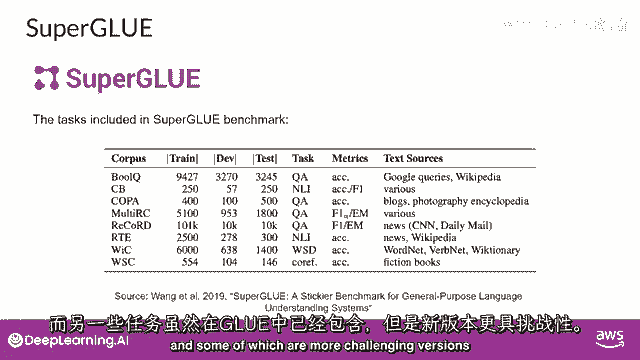 SuperGLUE
SuperGLUE
The tasks included in SuperGLUE benchmark:
Corpus |Train| |Dev| |Test| Task Metrics Text Sources
BoolQ 9427 3270 3245 QA acc. Google queries, Wikipedia
CB 250 57 250 NLI acc./F1 various
COPA 400 100 500 QA acc. blogs, photography encyclopedia
MultiRC 5100 953 1800 QA F1a/EM various
ReCoRD 101k 10k 10k QA F1/EM news (CNN, Daily Mail)
RTE 2500 278 300 NLI acc. news, Wikipedia
WiC 6000 638 1400 WSD acc. WordNet, VerbNet, Wiktionary
WSC 554 104 146 coref. acc. fiction books
Source: Wang et al. 2019, "SuperGLUE: A Stickier Benchmark for General-Purpose Language
Understanding Systems"
而另一些任务虽然在GLUE中已经包含，但是新版本更具挑战性。
and some of which are more challenging versions
DeepLearning.AI
aws